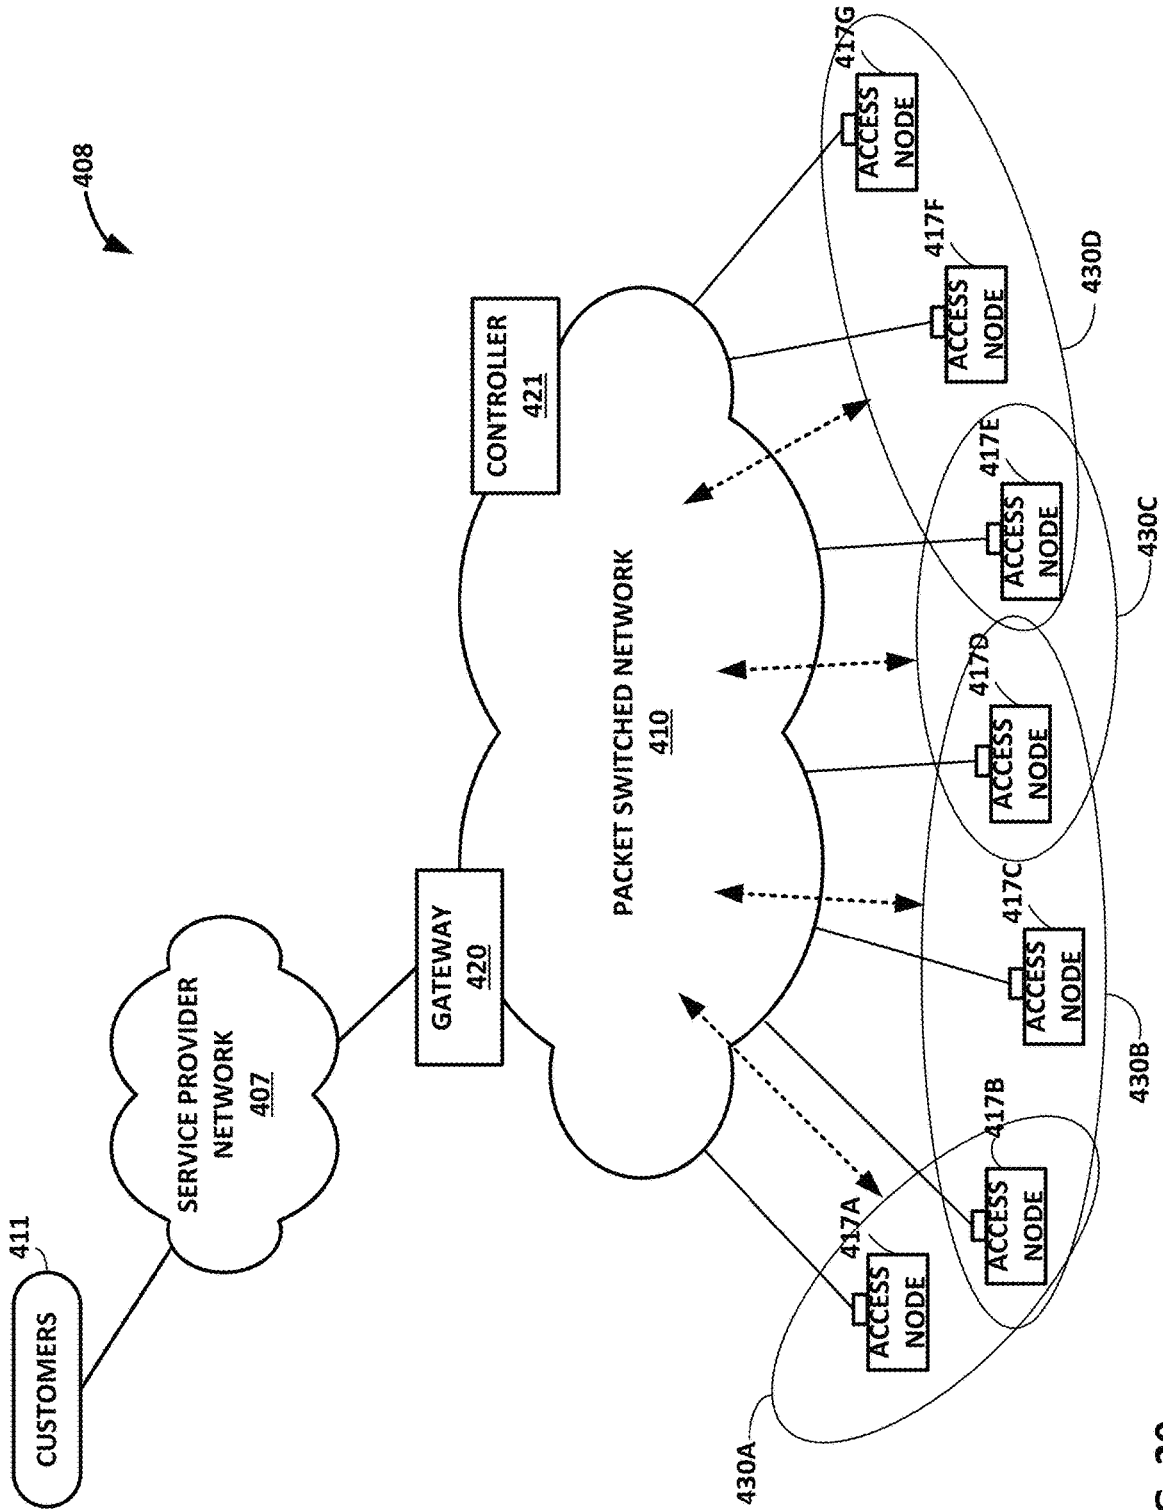 411
CUSTOMERS
408
SERVICE PROVIDER
NETWORK
407
GATEWAY
420
CONTROLLER
421
PACKET SWITCHED NETWORK
410
430A
417A
ACCESS
NODE
417B
ACCESS
NODE
417C
ACCESS
NODE
417D
ACCESS
NODE
417E
ACCESS
NODE
417F
ACCESS
NODE
417G
ACCESS
NODE
430B
430C
430D